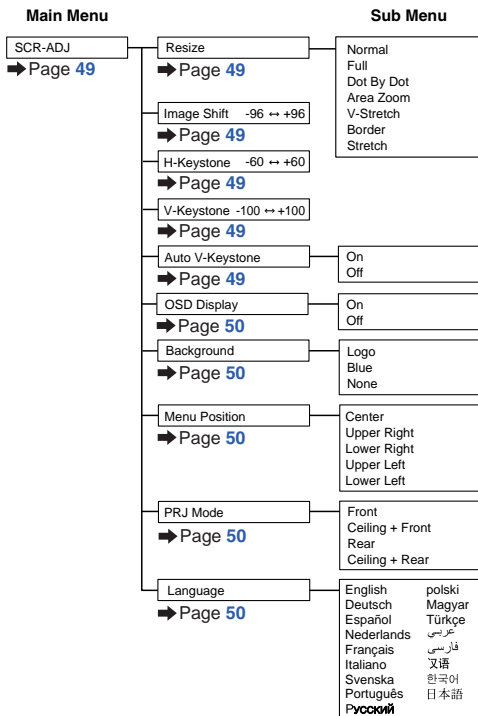 Main Menu
Sub Menu
SCR-ADJ
➡Page 49
Resize
➡Page 49
Normal
Full
Dot By Dot
Area Zoom
V-Stretch
Border
Stretch
Image Shift -96 ↔ +96
➡Page 49
H-Keystone -60 ↔ +60
➡Page 49
V-Keystone -100 ↔ +100
➡Page 49
Auto V-Keystone
➡Page 49
On
Off
OSD Display
➡Page 50
On
Off
Background
➡Page 50
Logo
Blue
None
Menu Position
➡Page 50
Center
Upper Right
Lower Right
Upper Left
Lower Left
PRJ Mode
➡Page 50
Front
Ceiling + Front
Rear
Ceiling + Rear
Language
➡Page 50
English
Deutsch
Español
Nederlands
Français
Italiano
Svenska
Português
Русский
polski
Magyar
Türkçe
عربي
فارسی
汉语
한국어
日本語